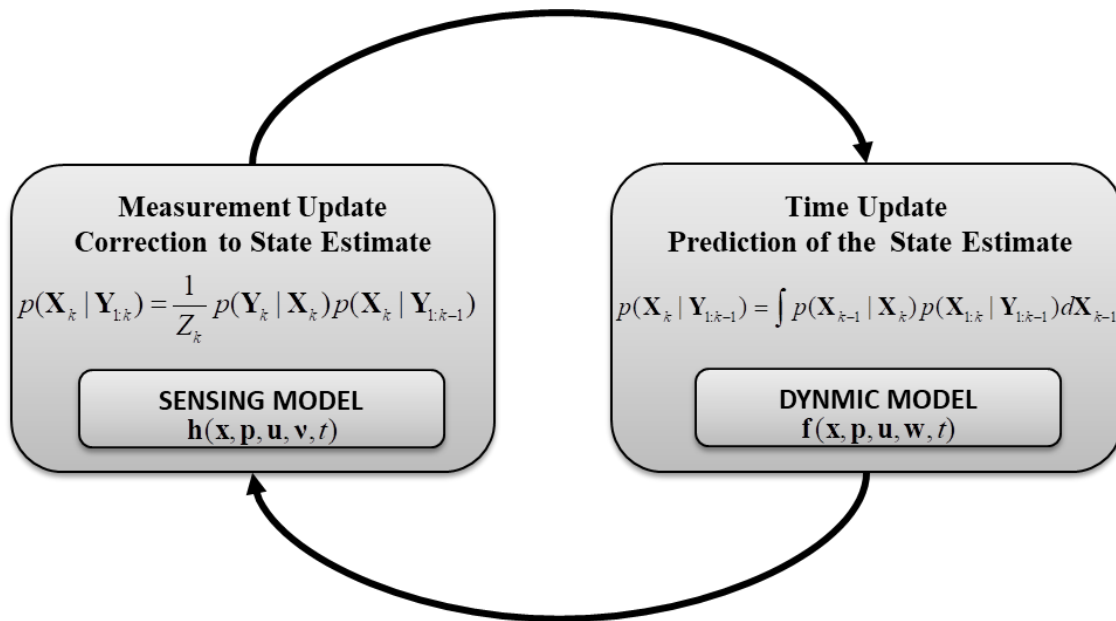 Measurement Update
Correction to State Estimate
p(X_k | Y_{1:k}) = \frac{1}{Z_k} p(Y_k | X_k) p(X_k | Y_{1:k-1})
SENSING MODEL
h(x, p, u, v, t)
Time Update
Prediction of the State Estimate
p(X_k | Y_{1:k-1}) = ∫ p(X_{k-1} | X_k) p(X_{1:k} | Y_{1:k-1}) dX_{k-1}
DYNMIC MODEL
f(x, p, u, w, t)